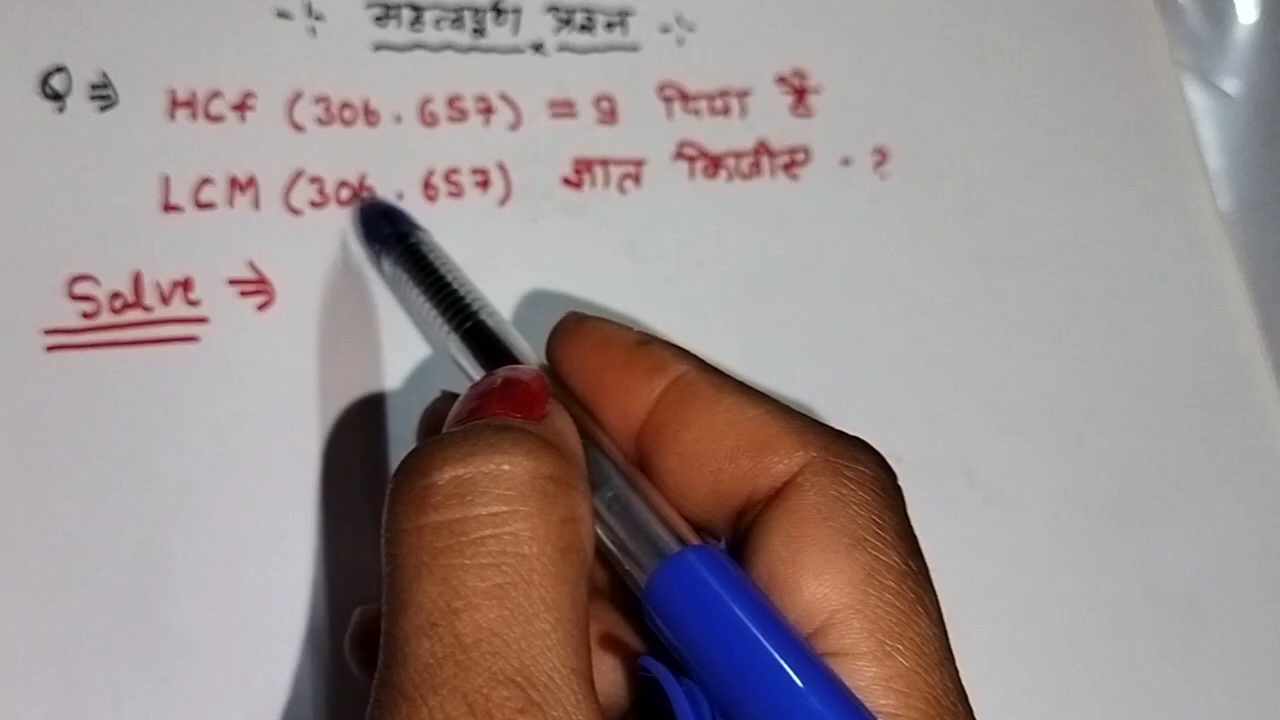 -:- महत्वपूर्ण प्रश्न -:-
Q ⇒ HCf (306.657) = 9 दिया है
LCM (306.657) ज्ञात किजीए - ?
Solve ⇒